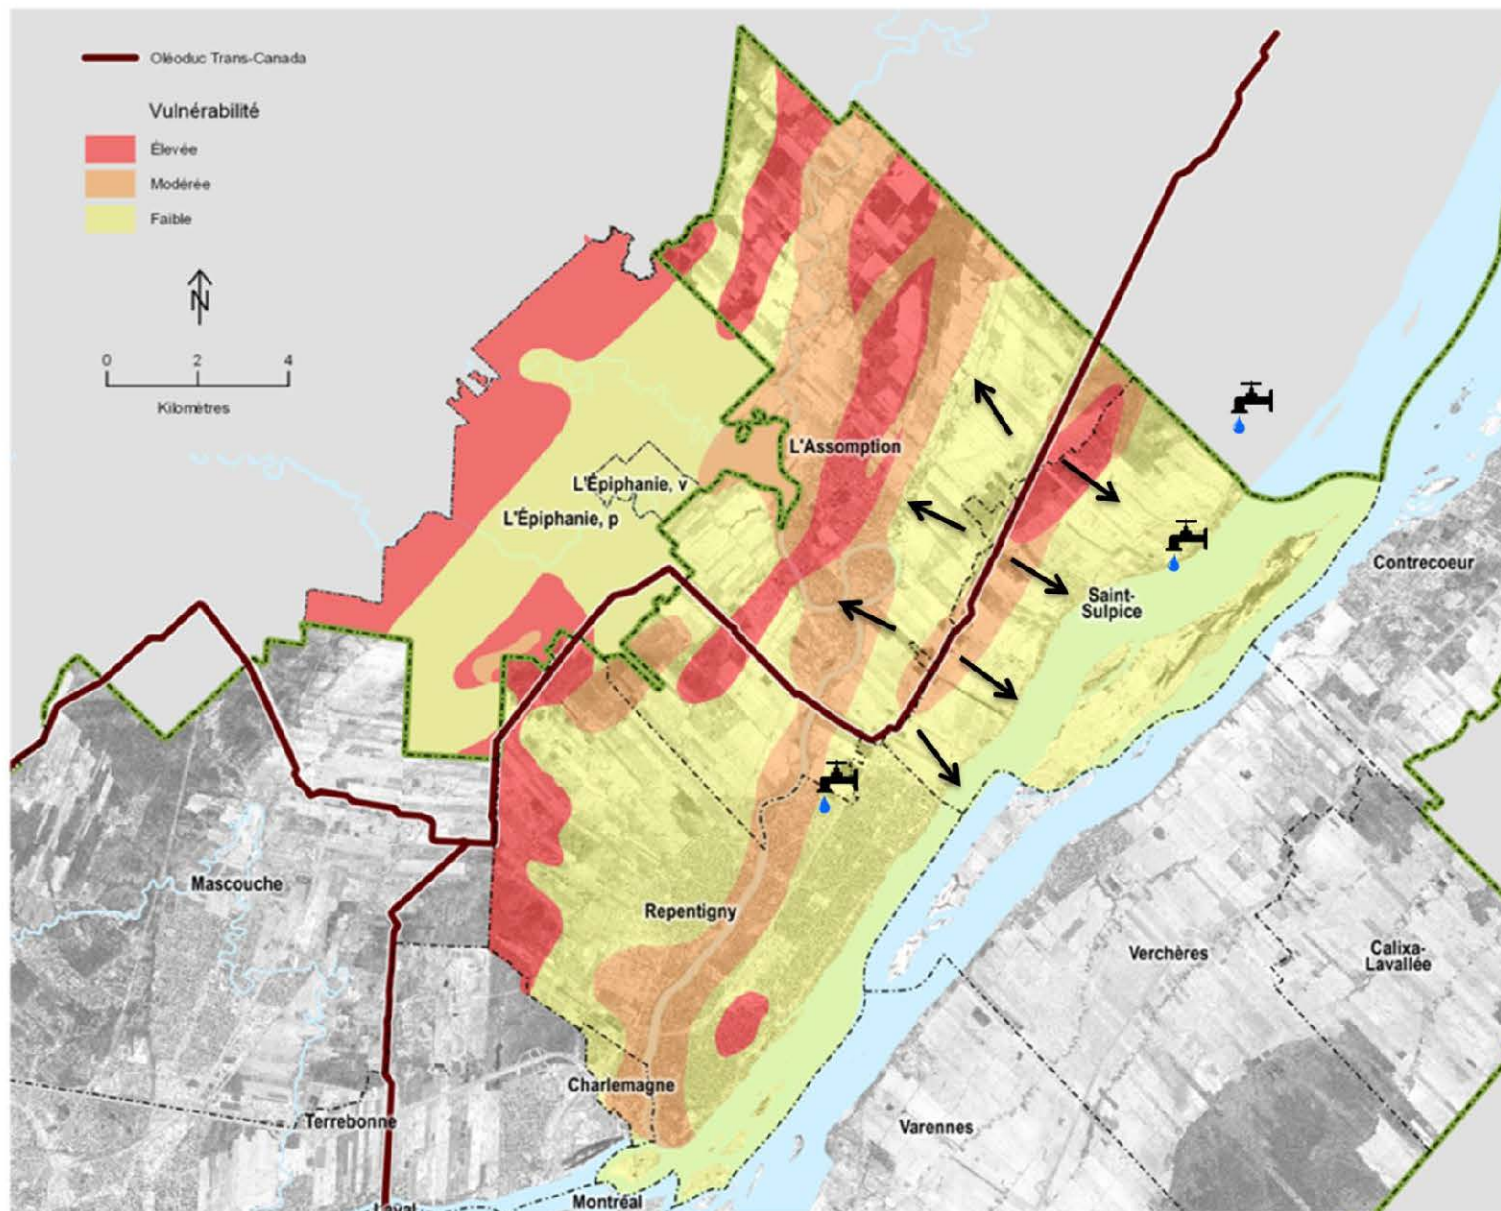 Oléoduc Trans-Canada
Vulnérabilité
Élevée
Modérée
Faible
N
0 2 4
Kilomètres
L'Assomption
L'Épiphanie, v
L'Épiphanie, p
Contrecoeur
Saint-
Sulpice
Mascouche
Repentigny
Verchères
Calixa-
Lavallée
Charlemagne
Terrebonne
Varennes
Montréal
Laval